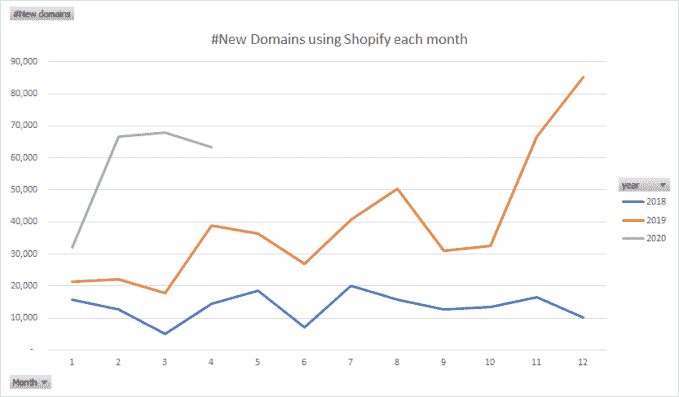 #New domains
#New Domains using Shopify each month
90,000
80,000
70,000
60,000
50,000
40,000
30,000
20,000
10,000
-
1 2 3 4 5 6 7 8 9 10 11 12
year
2018
2019
2020
Month